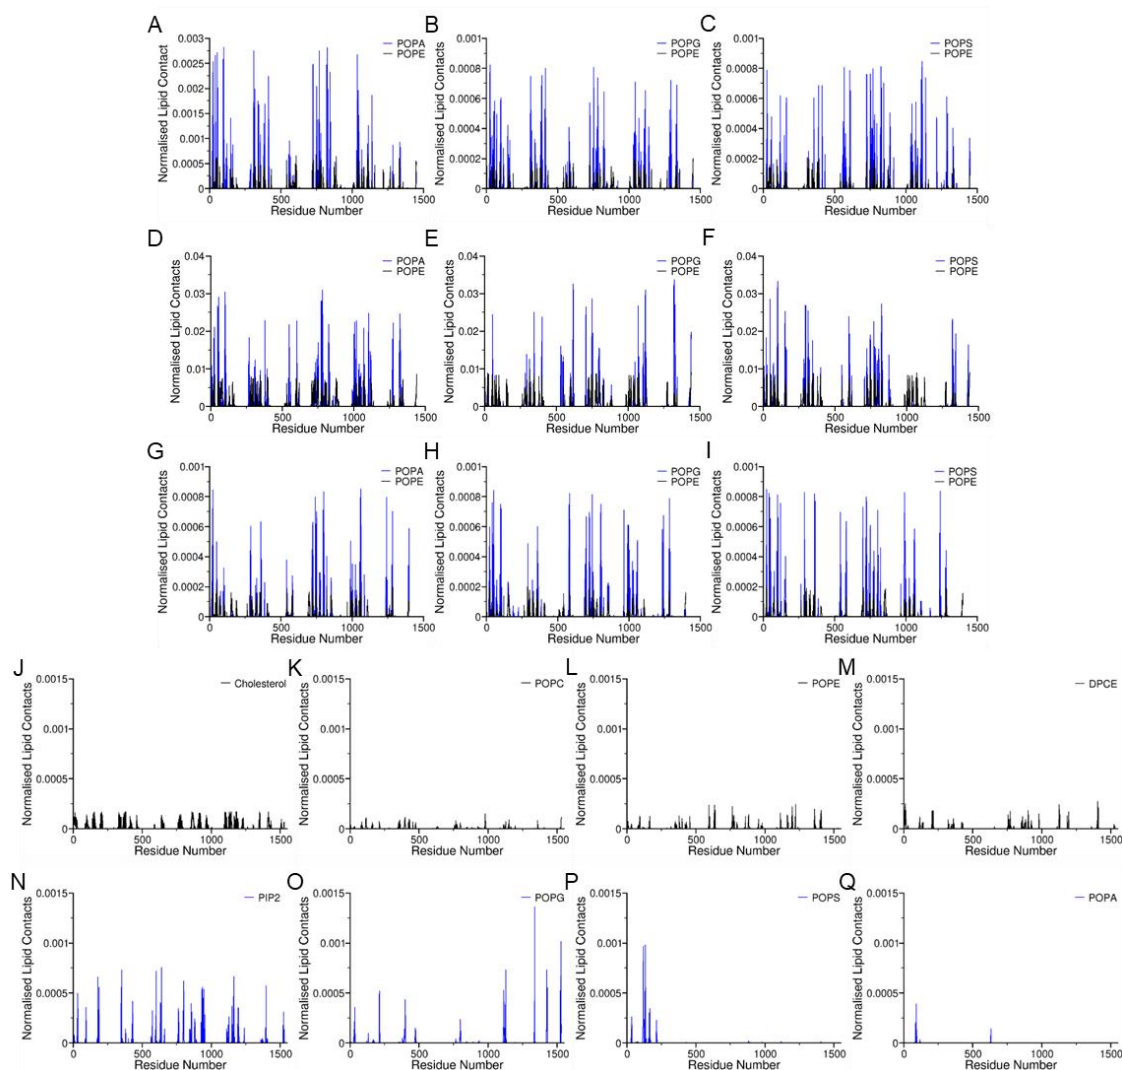 A
Normalised Lipid Contact
0.003
0.0025
0.002
0.0015
0.001
0.0005
0
POPA
POPE
0 500 1000 1500
Residue Number
B
Normalised Lipid Contacts
0.001
0.0008
0.0006
0.0004
0.0002
0
POPG
POPE
0 500 1000 1500
Residue Number
C
Normalised Lipid Contacts
0.001
0.0008
0.0006
0.0004
0.0002
0
POPS
POPE
0 500 1000 1500
Residue Number
D
Normalised Lipid Contacts
0.04
0.03
0.02
0.01
0
POPA
POPE
0 500 1000 1500
Residue Number
E
Normalised Lipid Contacts
0.04
0.03
0.02
0.01
0
POPG
POPE
0 500 1000 1500
Residue Number
F
Normalised Lipid Contacts
0.04
0.03
0.02
0.01
0
POPS
POPE
0 500 1000 1500
Residue Number
G
Normalised Lipid Contacts
0.001
0.0008
0.0006
0.0004
0.0002
0
POPA
POPE
0 500 1000 1500
Residue Number
H
Normalised Lipid Contacts
0.001
0.0008
0.0006
0.0004
0.0002
0
POPG
POPE
0 500 1000 1500
Residue Number
I
Normalised Lipid Contacts
0.001
0.0008
0.0006
0.0004
0.0002
0
POPS
POPE
0 500 1000 1500
Residue Number
J
Normalised Lipid Contacts
0.0015
0.001
0.0005
0
Cholesterol
0 500 1000 1500
Residue Number
K
Normalised Lipid Contacts
0.0015
0.001
0.0005
0
POPC
0 500 1000 1500
Residue Number
L
Normalised Lipid Contacts
0.0015
0.001
0.0005
0
POPE
0 500 1000 1500
Residue Number
M
Normalised Lipid Contacts
0.0015
0.001
0.0005
0
DPCE
0 500 1000 1500
Residue Number
N
Normalised Lipid Contacts
0.0015
0.001
0.0005
0
PIP2
0 500 1000 1500
Residue Number
O
Normalised Lipid Contacts
0.0015
0.001
0.0005
0
POPG
0 500 1000 1500
Residue Number
P
Normalised Lipid Contacts
0.0015
0.001
0.0005
0
POPS
0 500 1000 1500
Residue Number
Q
Normalised Lipid Contacts
0.0015
0.001
0.0005
0
POPA
0 500 1000 1500
Residue Number